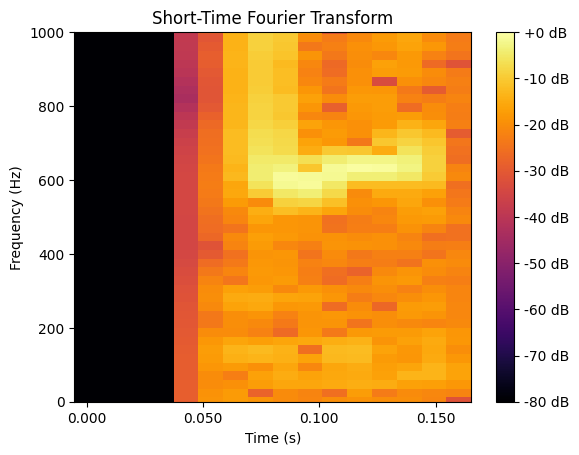 Short-Time Fourier Transform
Frequency (Hz)
1000
800
600
400
200
0
0.000
0.050
0.100
0.150
Time (s)
+0 dB
-10 dB
-20 dB
-30 dB
-40 dB
-50 dB
-60 dB
-70 dB
-80 dB